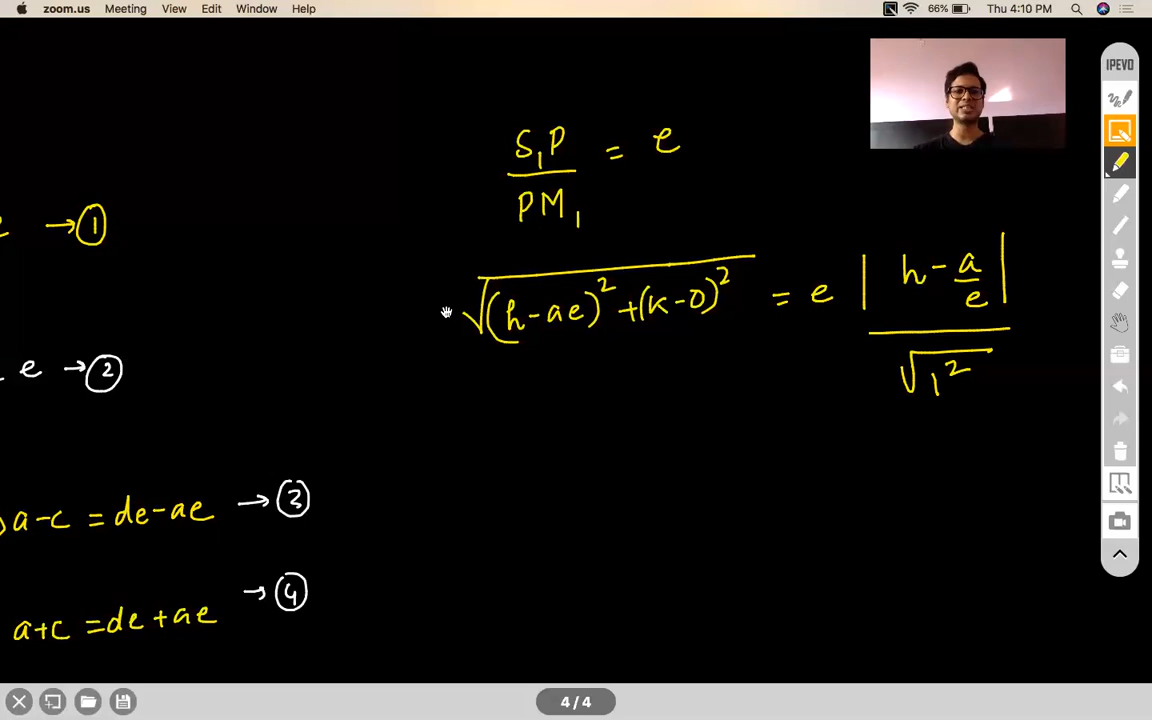 zoom.us Meeting View Edit Window Help 66% Thu 4:10 PM
IPEVO
S₁P/PM₁ = e
→ ①
√((h-ae)²+(k-0)²) = e |h-a/e|/√1²
e → ②
a-c = de-ae → ③
a+c = de+ae → ④
4/4